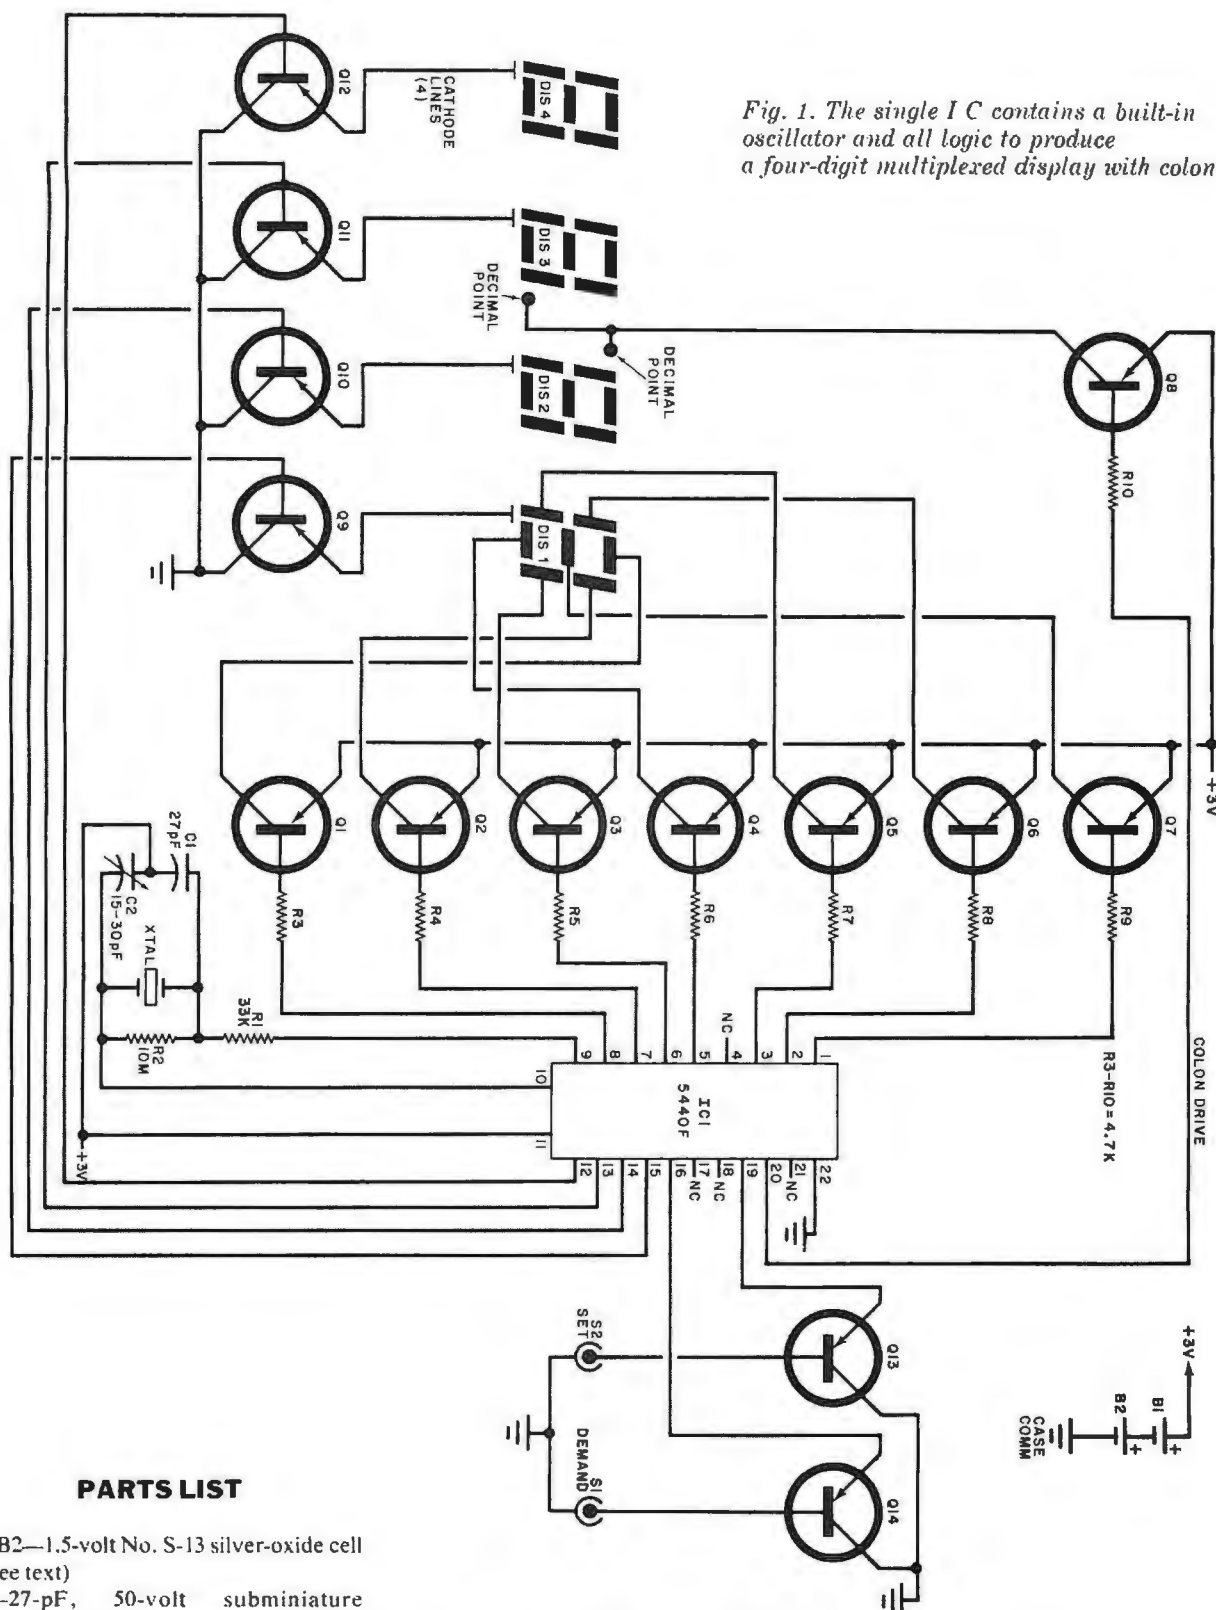 Fig. 1. The single I C contains a built-in
oscillator and all logic to produce
a four-digit multiplexed display with colon
Q12
CATHODE
LINES
(4)
DIS 4
Q11
DIS 3
DECIMAL
POINT
DECIMAL
POINT
Q10
DIS 2
Q9
DIS 1
Q8
R10
+3V
Q1
Q2
Q3
Q4
Q5
Q6
Q7
R3
R4
R5
R6
R7
R8
R9
R3-R10=4.7K
COLON DRIVE
C1
27pF
C2
15-30pF
XTAL
R1
33K
R2
10M
NC
9
8
7
6
5
4
3
2
1
IC1
5440F
10
11
12
13
14
15
16
17
18
19
20
21
22
NC
NC
NC
+3V
S2
SET
S1
DEMAND
Q13
Q14
+3V
B1
+
B2
+
CASE
COMM
PARTS LIST
B2—1.5-volt No. S-13 silver-oxide cell
ee text)
-27-pF, 50-volt subminiature